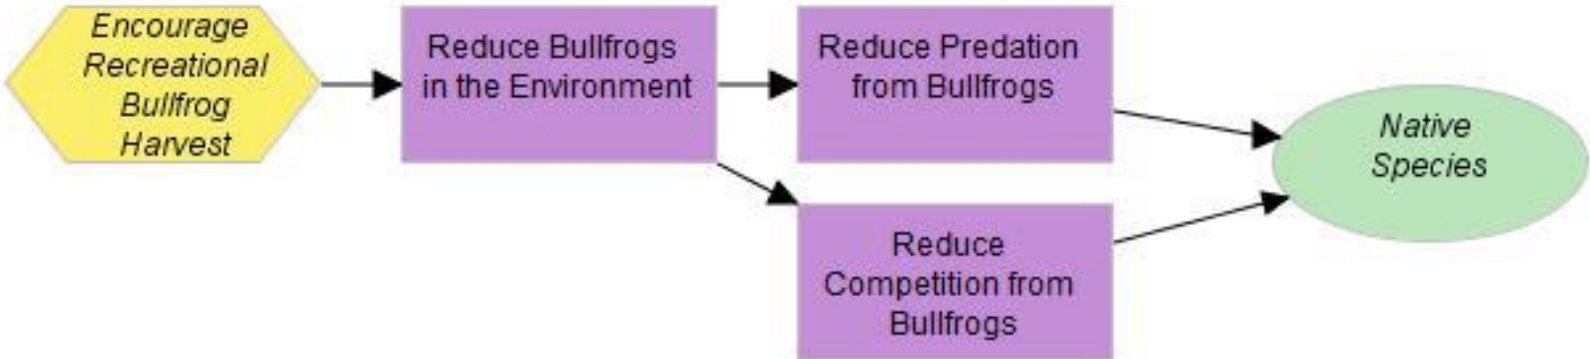 Encourage
Recreational
Bullfrog
Harvest
Reduce Bullfrogs
in the Environment
Reduce Predation
from Bullfrogs
Reduce
Competition from
Bullfrogs
Native
Species